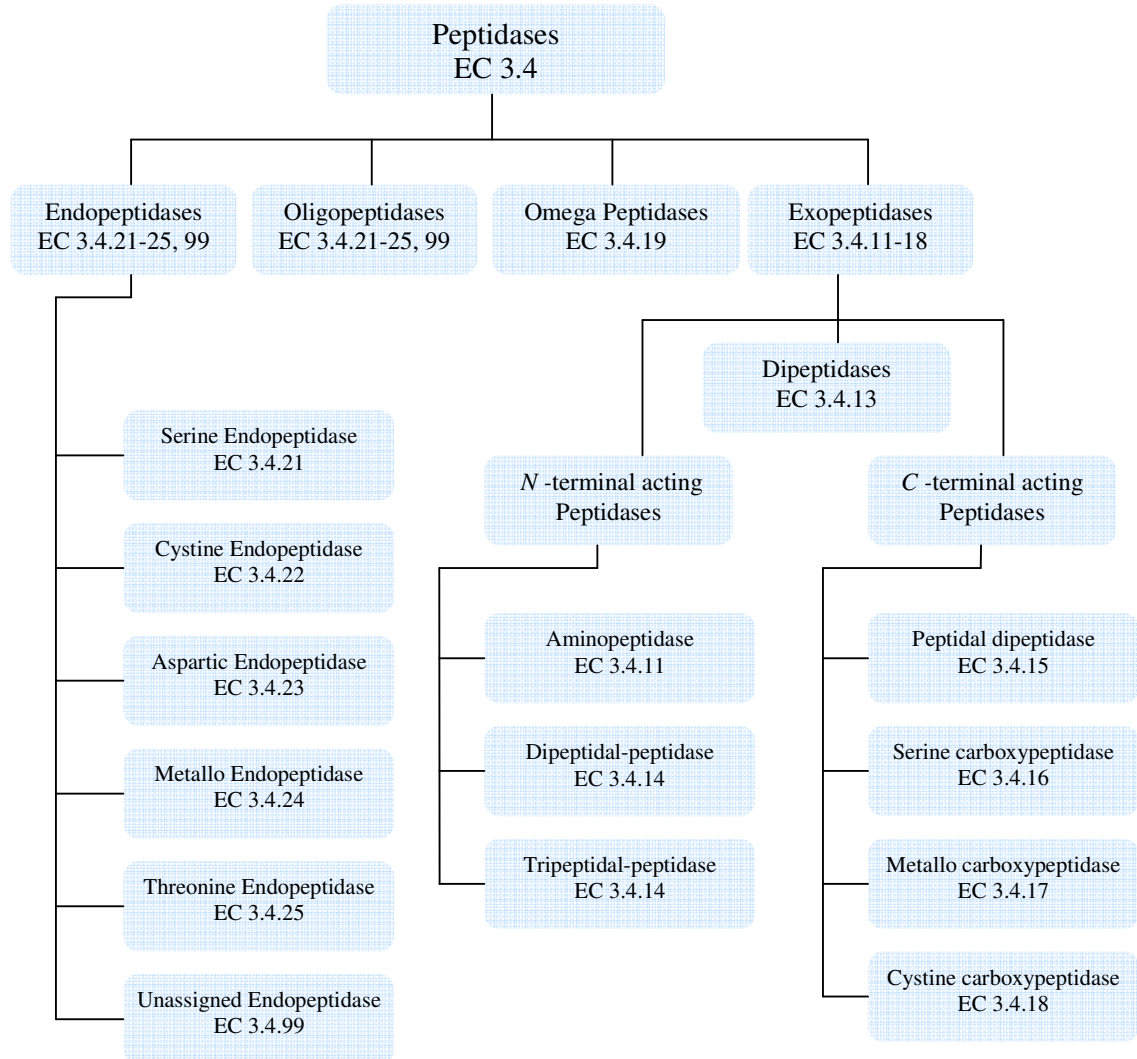 Peptidases
EC 3.4
Endopeptidases
EC 3.4.21-25, 99
Oligopeptidases
EC 3.4.21-25, 99
Omega Peptidases
EC 3.4.19
Exopeptidases
EC 3.4.11-18
Dipeptidases
EC 3.4.13
Serine Endopeptidase
EC 3.4.21
Cystine Endopeptidase
EC 3.4.22
Aspartic Endopeptidase
EC 3.4.23
Metallo Endopeptidase
EC 3.4.24
Threonine Endopeptidase
EC 3.4.25
Unassigned Endopeptidase
EC 3.4.99
N -terminal acting
Peptidases
Aminopeptidase
EC 3.4.11
Dipeptidal-peptidase
EC 3.4.14
Tripeptidal-peptidase
EC 3.4.14
C -terminal acting
Peptidases
Peptidal dipeptidase
EC 3.4.15
Serine carboxypeptidase
EC 3.4.16
Metallo carboxypeptidase
EC 3.4.17
Cystine carboxypeptidase
EC 3.4.18